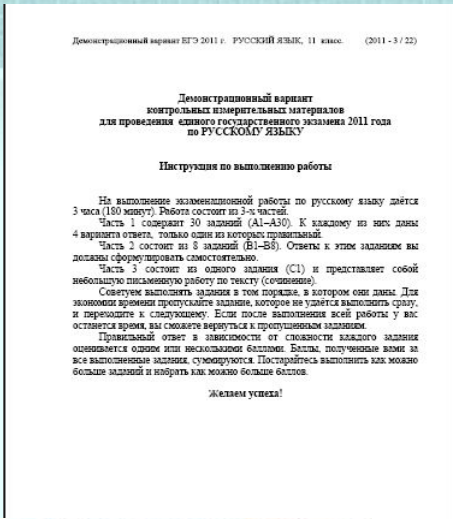 Демонстрационный вариант ЕГЭ 2011 г. РУССКИЙ ЯЗЫК, 11 класс. (2011 - 3 / 22)
Демонстрационный вариант
контрольных измерительных материалов
для проведения единого государственного экзамена 2011 года
по РУССКОМУ ЯЗЫКУ
Инструкция по выполнению работы
На выполнение экзаменационной работы по русскому языку даётся
3 часа (180 минут). Работа состоит из 3-х частей.
Часть 1 содержит 30 заданий (А1–А30). К каждому из них даны
4 варианта ответа, только один из которых правильный.
Часть 2 состоит из 8 заданий (В1–В8). Ответы к этим заданиям вы
должны сформулировать самостоятельно.
Часть 3 состоит из одного задания (С1) и представляет собой
небольшую письменную работу по тексту (сочинение).
Советуем выполнять задания в том порядке, в котором они даны. Для
экономии времени пропускайте задание, которое не удаётся выполнить сразу,
и переходите к следующему. Если после выполнения всей работы у вас
останется время, вы сможете вернуться к пропущенным заданиям.
Правильный ответ в зависимости от сложности каждого задания
оценивается одним или несколькими баллами. Баллы, полученные вами за
все выполненные задания, суммируются. Постарайтесь выполнить как можно
больше заданий и набрать как можно больше баллов.
Желаем успеха!